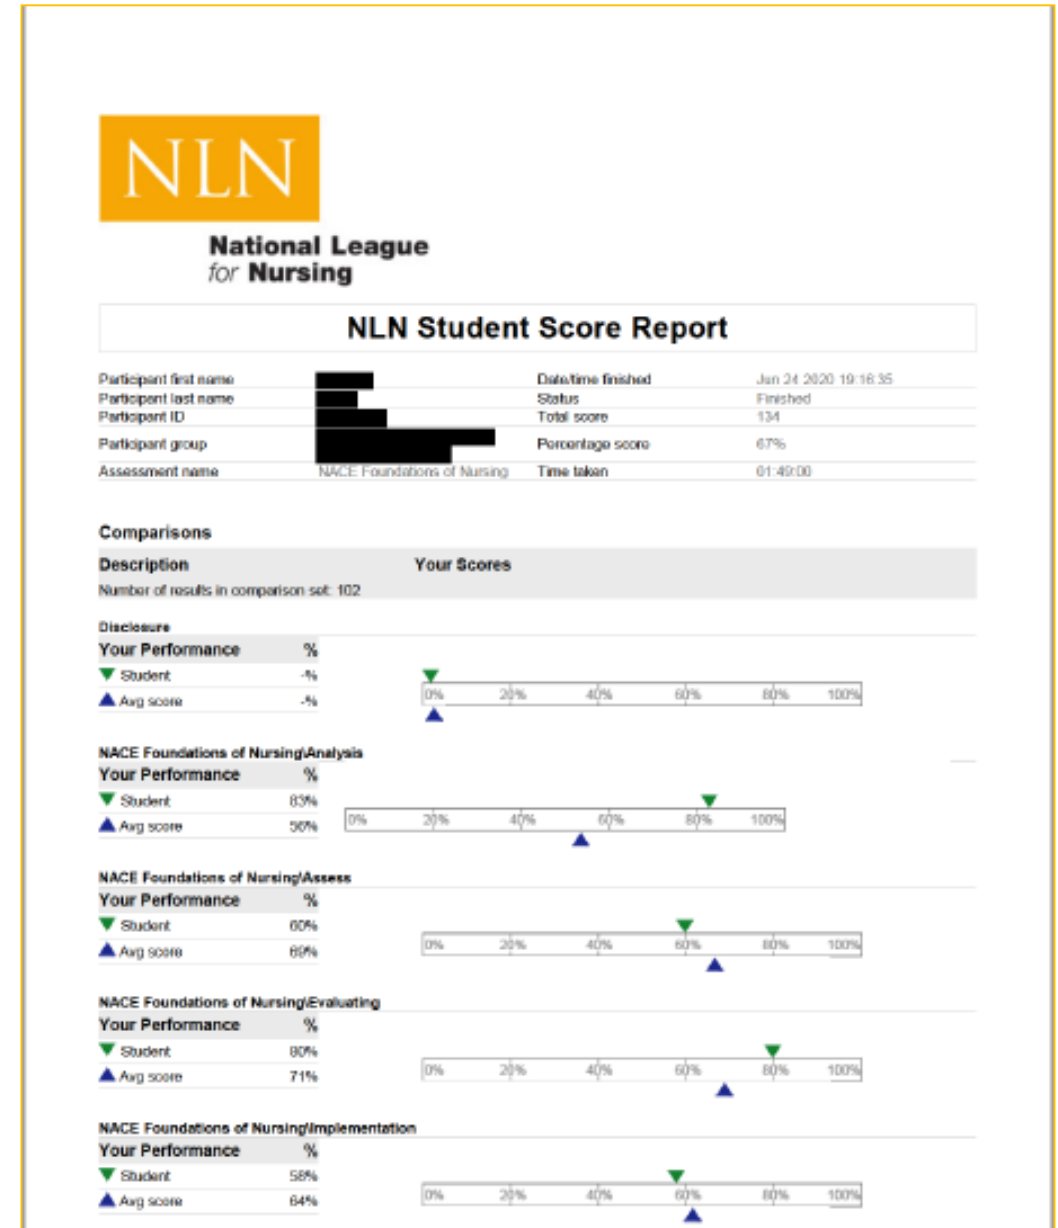 NLN
National League
for Nursing
NLN Student Score Report
Participant first name Date/time finished Jun 24 2020 19:16:35
Participant last name Status Finished
Participant ID Total score 134
Participant group Percentage score 67%
Assessment name NACE Foundations of Nursing Time taken 01:49:00
Comparisons
Description Your Scores
Number of results in comparison set: 102
Disclosure
Your Performance %
Student -%
0% 20% 40% 60% 80% 100%
Avg score -%
NACE Foundations of Nursing\Analysis
Your Performance %
Student 83%
0% 20% 40% 60% 80% 100%
Avg score 56%
NACE Foundations of Nursing\Assess
Your Performance %
Student 60%
0% 20% 40% 60% 80% 100%
Avg score 69%
NACE Foundations of Nursing\Evaluating
Your Performance %
Student 80%
0% 20% 40% 60% 80% 100%
Avg score 71%
NACE Foundations of Nursing\Implementation
Your Performance %
Student 58%
0% 20% 40% 60% 80% 100%
Avg score 64%